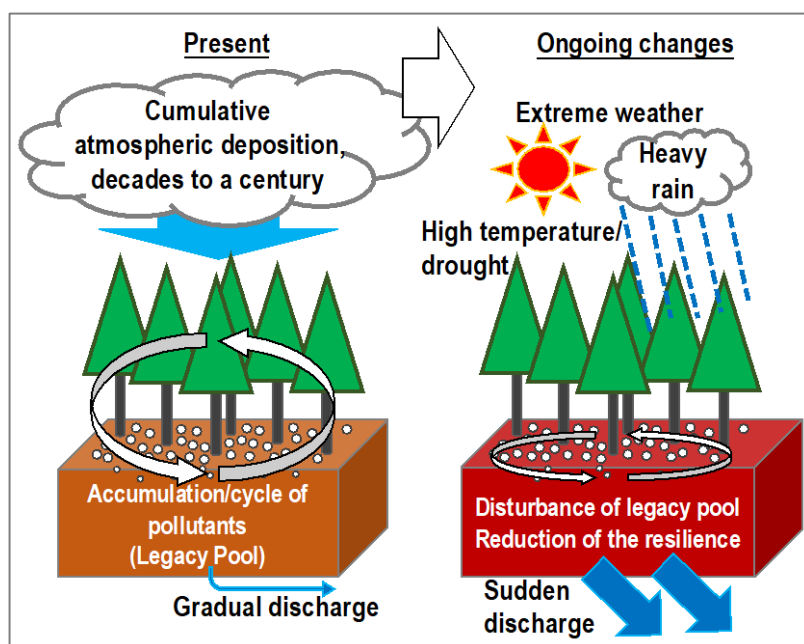 Present
Cumulative
atmospheric deposition,
decades to a century
Accumulation/cycle of
pollutants
(Legacy Pool)
Gradual discharge
Ongoing changes
Extreme weather
Heavy
rain
High temperature/
drought
Disturbance of legacy pool
Reduction of the resilience
Sudden
discharge